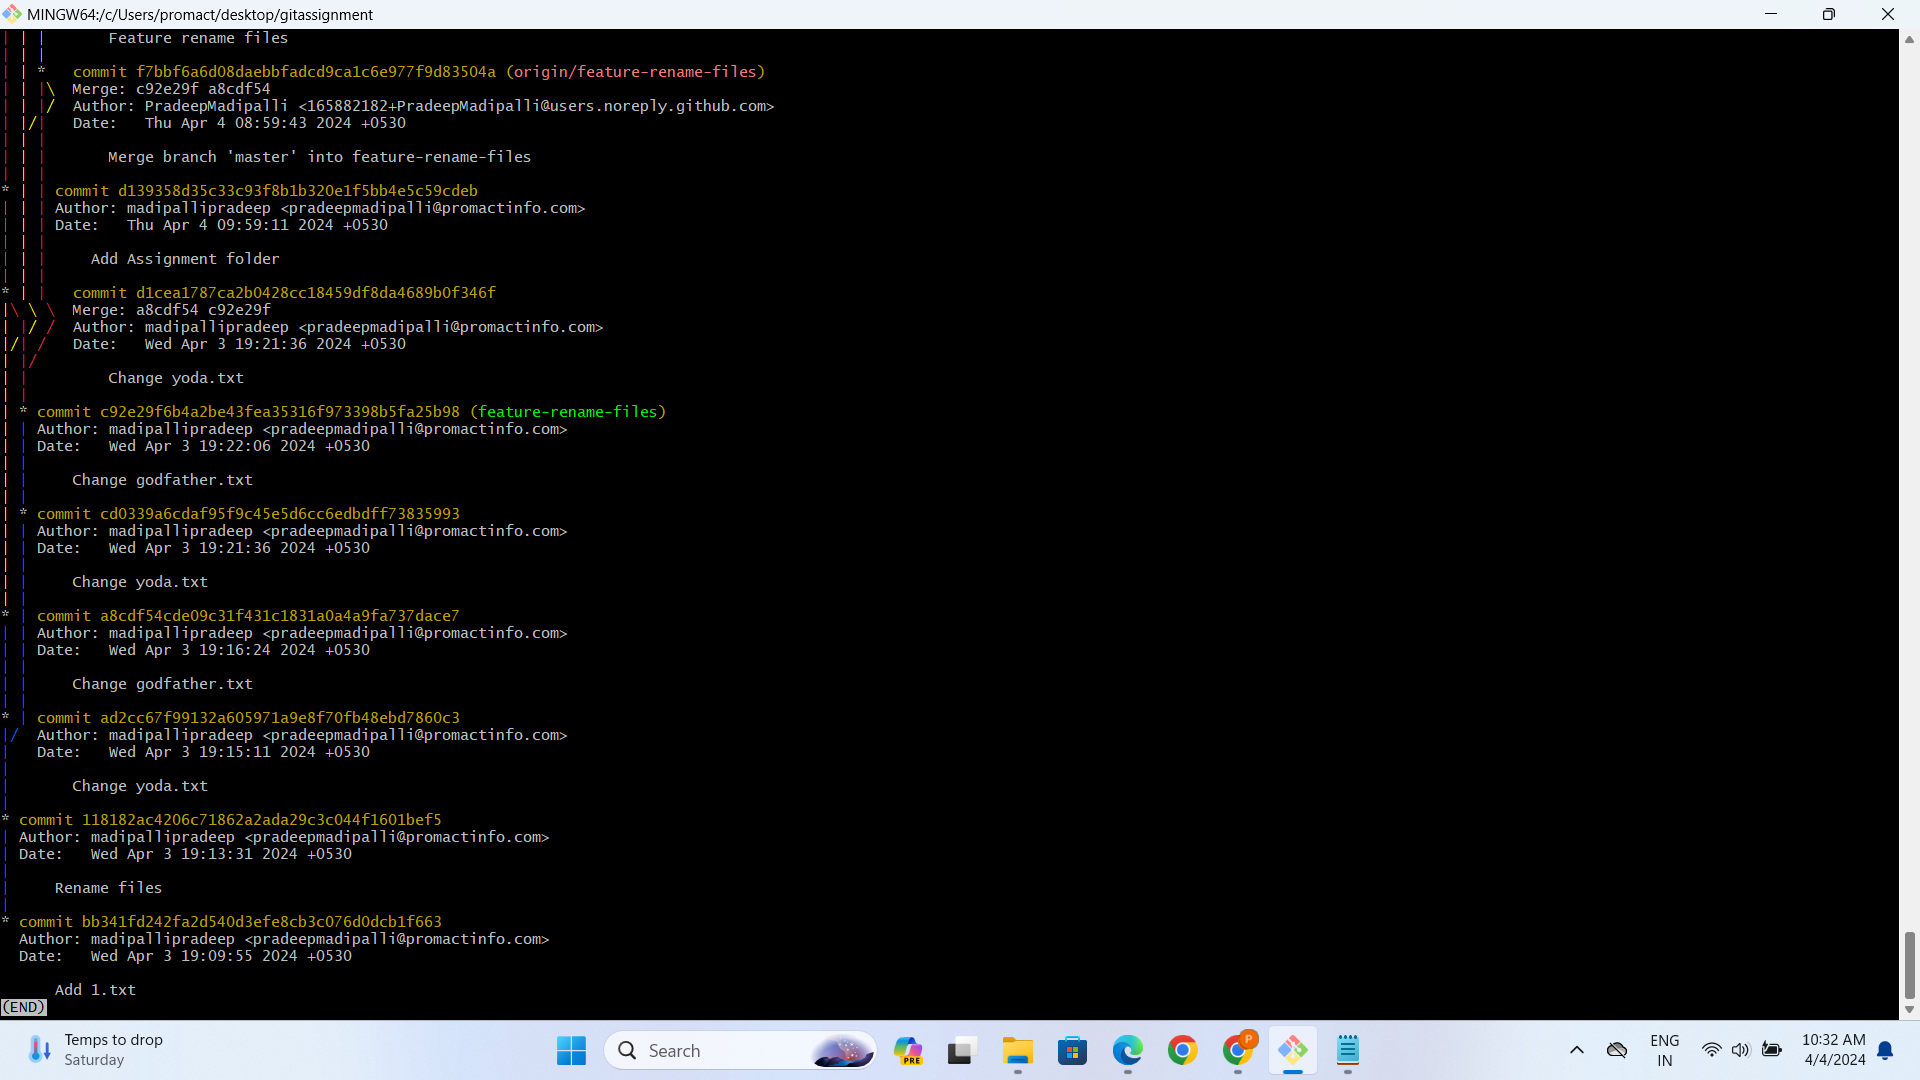 MINGW64:/c/Users/promact/desktop/gitassignment
Feature rename files
* commit f7bbf6a6d08daebbfadcd9ca1c6e977f9d83504a (origin/feature-rename-files)
Merge: c92e29f a8cdf54
Author: PradeepMadipalli <165882182+PradeepMadipalli@users.noreply.github.com>
Date: Thu Apr 4 08:59:43 2024 +0530
Merge branch 'master' into feature-rename-files
* commit d139358d35c33c93f8b1b320e1f5bb4e5c59cdeb
Author: madipallipradeep <pradeepmadipalli@promactinfo.com>
Date: Thu Apr 4 09:59:11 2024 +0530
Add Assignment folder
* commit d1cea1787ca2b0428cc18459df8da4689b0f346f
Merge: a8cdf54 c92e29f
Author: madipallipradeep <pradeepmadipalli@promactinfo.com>
Date: Wed Apr 3 19:21:36 2024 +0530
Change yoda.txt
* commit c92e29f6b4a2be43fea35316f973398b5fa25b98 (feature-rename-files)
Author: madipallipradeep <pradeepmadipalli@promactinfo.com>
Date: Wed Apr 3 19:22:06 2024 +0530
Change godfather.txt
* commit cd0339a6cdaf95f9c45e5d6cc6edbdff73835993
Author: madipallipradeep <pradeepmadipalli@promactinfo.com>
Date: Wed Apr 3 19:21:36 2024 +0530
Change yoda.txt
* commit a8cdf54cde09c31f431c1831a0a4a9fa737dace7
Author: madipallipradeep <pradeepmadipalli@promactinfo.com>
Date: Wed Apr 3 19:16:24 2024 +0530
Change godfather.txt
* commit ad2cc67f99132a605971a9e8f70fb48ebd7860c3
Author: madipallipradeep <pradeepmadipalli@promactinfo.com>
Date: Wed Apr 3 19:15:11 2024 +0530
Change yoda.txt
* commit 118182ac4206c71862a2ada29c3c044f1601bef5
Author: madipallipradeep <pradeepmadipalli@promactinfo.com>
Date: Wed Apr 3 19:13:31 2024 +0530
Rename files
* commit bb341fd242fa2d540d3efe8cb3c076d0dcb1f663
Author: madipallipradeep <pradeepmadipalli@promactinfo.com>
Date: Wed Apr 3 19:09:55 2024 +0530
Add 1.txt
(END)
Temps to drop
Saturday
Search
PRE
P
ENG
IN
10:32 AM
4/4/2024